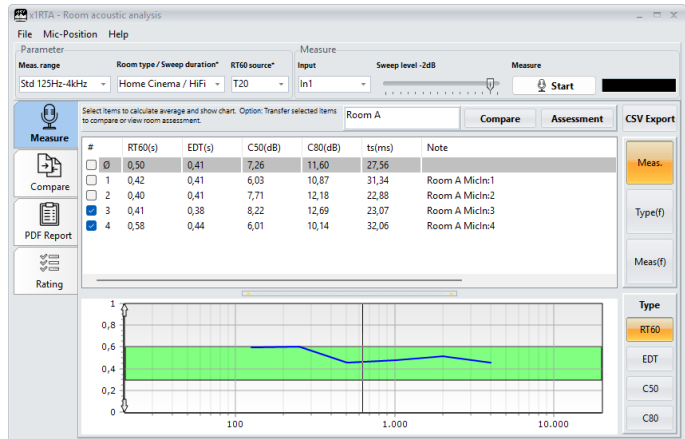 x1RTA - Room acoustic analysis
File Mic-Position Help
Parameter
Measure
Meas. range Room type / Sweep duration* RT60 source* Input Sweep level -2dB Measure
Std 125Hz-4kHz Home Cinema / HiFi T20 In1 Start
Measure
Compare
PDF Report
Rating
Select items to calculate average and show chart. Option: Transfer selected items
to compare or view room assessment.
Room A Compare Assessment CSV Export
# RT60(s) EDT(s) C50(dB) C80(dB) ts(ms) Note
Ø 0,50 0,41 7,26 11,60 27,56
1 0,42 0,41 6,03 10,87 31,34 Room A MicIn:1
2 0,40 0,41 7,71 12,18 22,88 Room A MicIn:2
3 0,41 0,38 8,22 12,69 23,07 Room A MicIn:3
4 0,58 0,44 6,01 10,14 32,06 Room A MicIn:4
Meas.
Type(f)
Meas(f)
1
0,8
0,6
0,4
0,2
0
100 1.000 10.000
Type
RT60
EDT
C50
C80